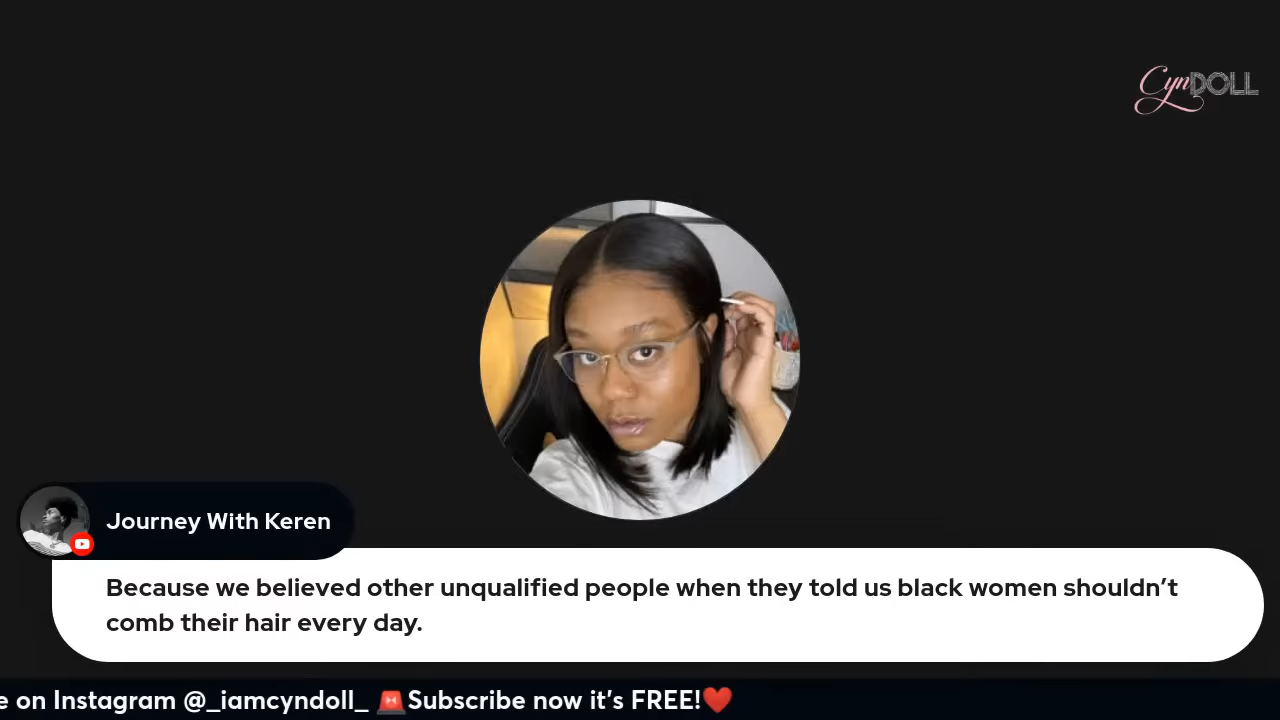 CynDOLL
Journey With Keren
Because we believed other unqualified people when they told us black women shouldn’t
comb their hair every day.
e on Instagram @_iamcyndoll_ 🚨Subscribe now it’s FREE!❤️